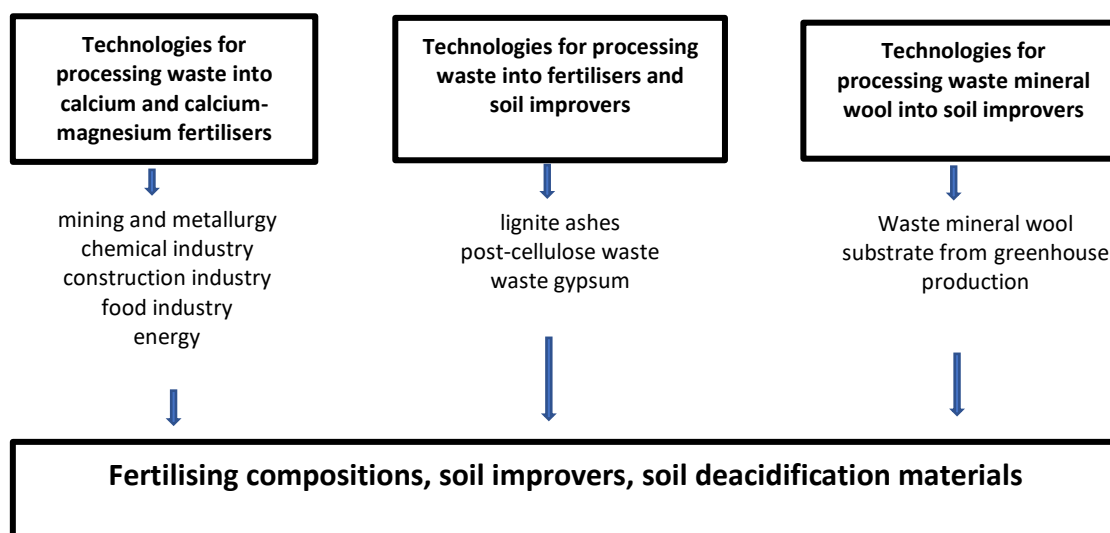 Technologies for
processing waste into
calcium and calcium-
magnesium fertilisers
Technologies for processing
waste into fertilisers and
soil improvers
Technologies for
processing waste mineral
wool into soil improvers
mining and metallurgy
chemical industry
construction industry
food industry
energy
lignite ashes
post-cellulose waste
waste gypsum
Waste mineral wool
substrate from greenhouse
production
Fertilising compositions, soil improvers, soil deacidification materials